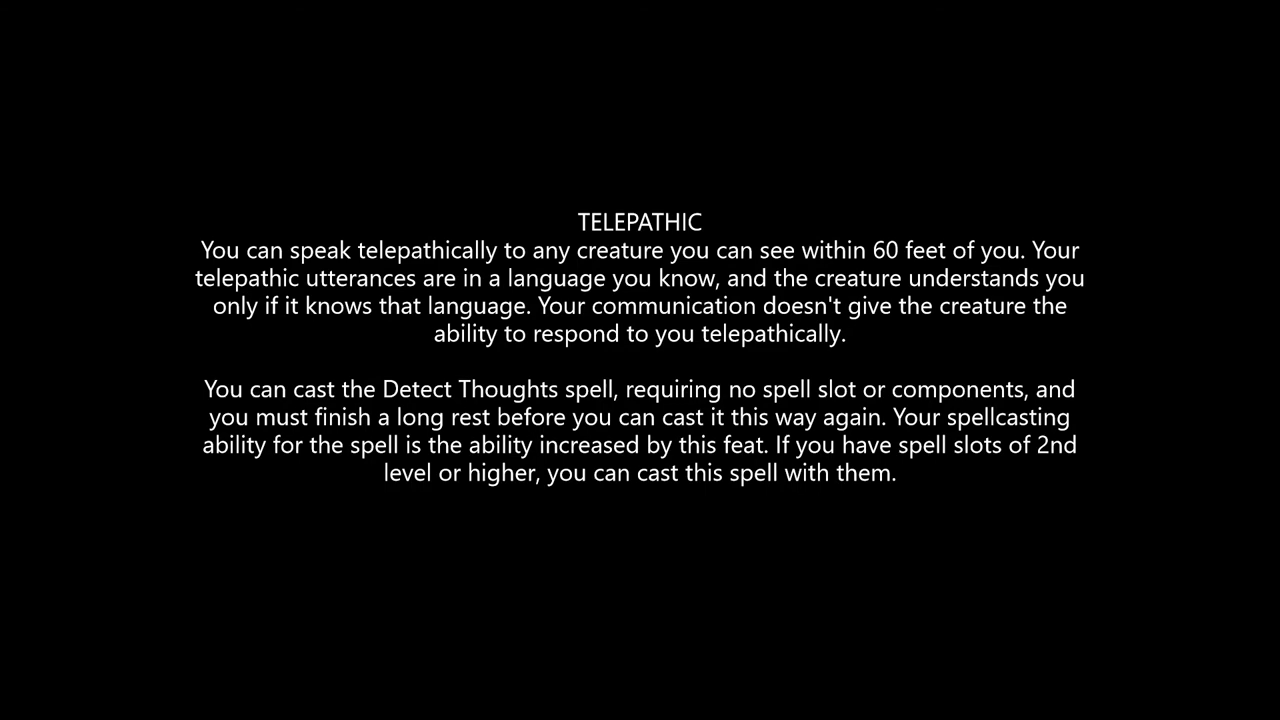 TELEPATHIC
You can speak telepathically to any creature you can see within 60 feet of you. Your
telepathic utterances are in a language you know, and the creature understands you
only if it knows that language. Your communication doesn't give the creature the
ability to respond to you telepathically.
You can cast the Detect Thoughts spell, requiring no spell slot or components, and
you must finish a long rest before you can cast it this way again. Your spellcasting
ability for the spell is the ability increased by this feat. If you have spell slots of 2nd
level or higher, you can cast this spell with them.